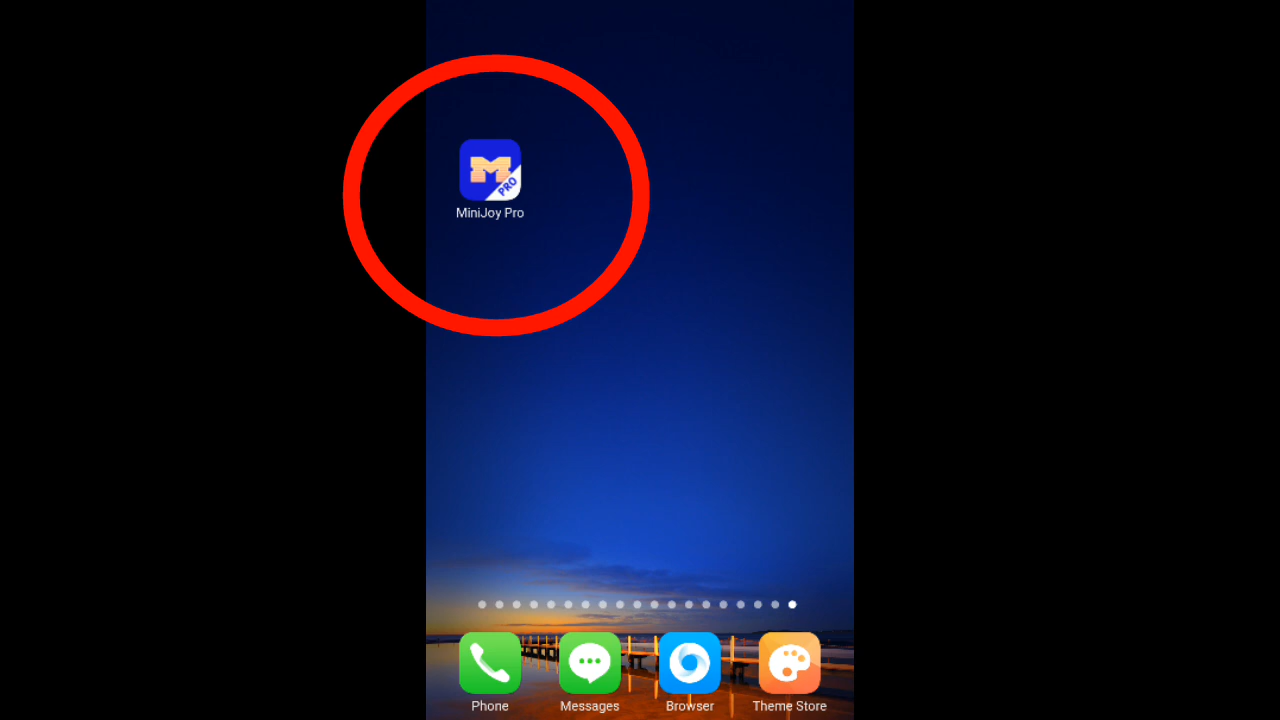 M
PRO
MiniJoy Pro
Phone
Messages
Browser
Theme Store